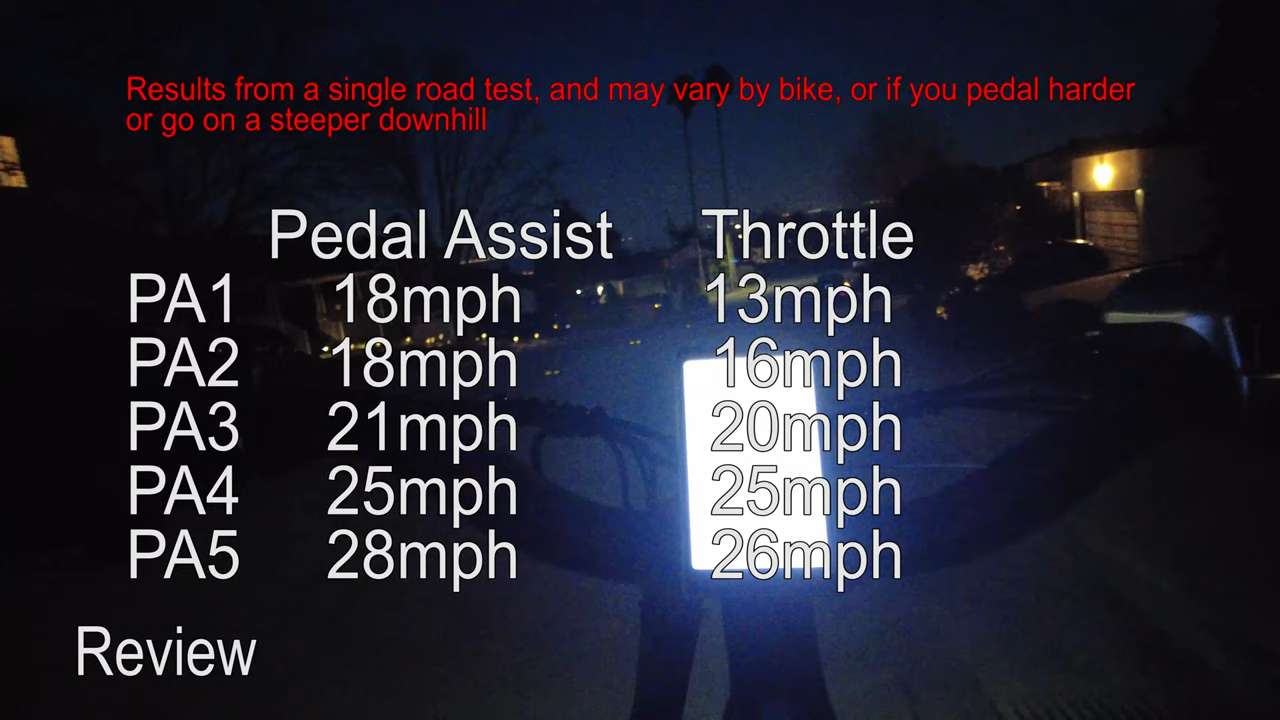 Results from a single road test, and may vary by bike, or if you pedal harder
or go on a steeper downhill
Pedal Assist Throttle
PA1 18mph 13mph
PA2 18mph 16mph
PA3 21mph 20mph
PA4 25mph 25mph
PA5 28mph 26mph
Review